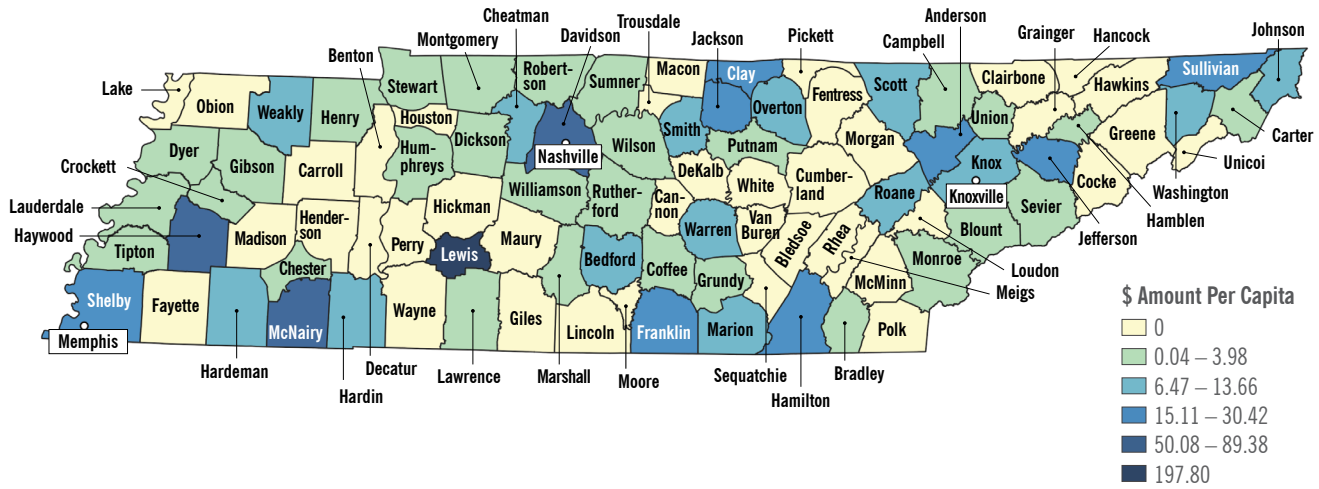 Cheatman
Davidson
Trousdale
Montgomery
Benton
Jackson
Pickett
Anderson
Campbell
Grainger
Hancock
Johnson
Lake
Obion
Weakly
Henry
Stewart
Houston
Robert-
son
Sumner
Macon
Clay
Overton
Fentress
Scott
Clairbone
Hawkins
Sullivian
Crockett
Dyer
Gibson
Carroll
Hum-
phreys
Dickson
Nashville
Wilson
Smith
Putnam
Morgan
Union
Knox
Greene
Carter
Unicoi
Washington
Hamblen
Jefferson
Lauderdale
Haywood
Tipton
Madison
Hender-
son
Chester
Perry
Hickman
Lewis
Williamson
Maury
Ruther-
ford
Can-
non
DeKalb
White
Warren
Van
Buren
Cumber-
land
Bledsoe
Rhea
Roane
Knoxville
Blount
Sevier
Cocke
Monroe
Loudon
Meigs
McMinn
Shelby
Memphis
Fayette
McNairy
Wayne
Giles
Lincoln
Bedford
Coffee
Grundy
Franklin
Marion
Polk
Hardeman
Hardin
Decatur
Lawrence
Marshall
Moore
Sequatchie
Hamilton
Bradley
$ Amount Per Capita
0
0.04 – 3.98
6.47 – 13.66
15.11 – 30.42
50.08 – 89.38
197.80